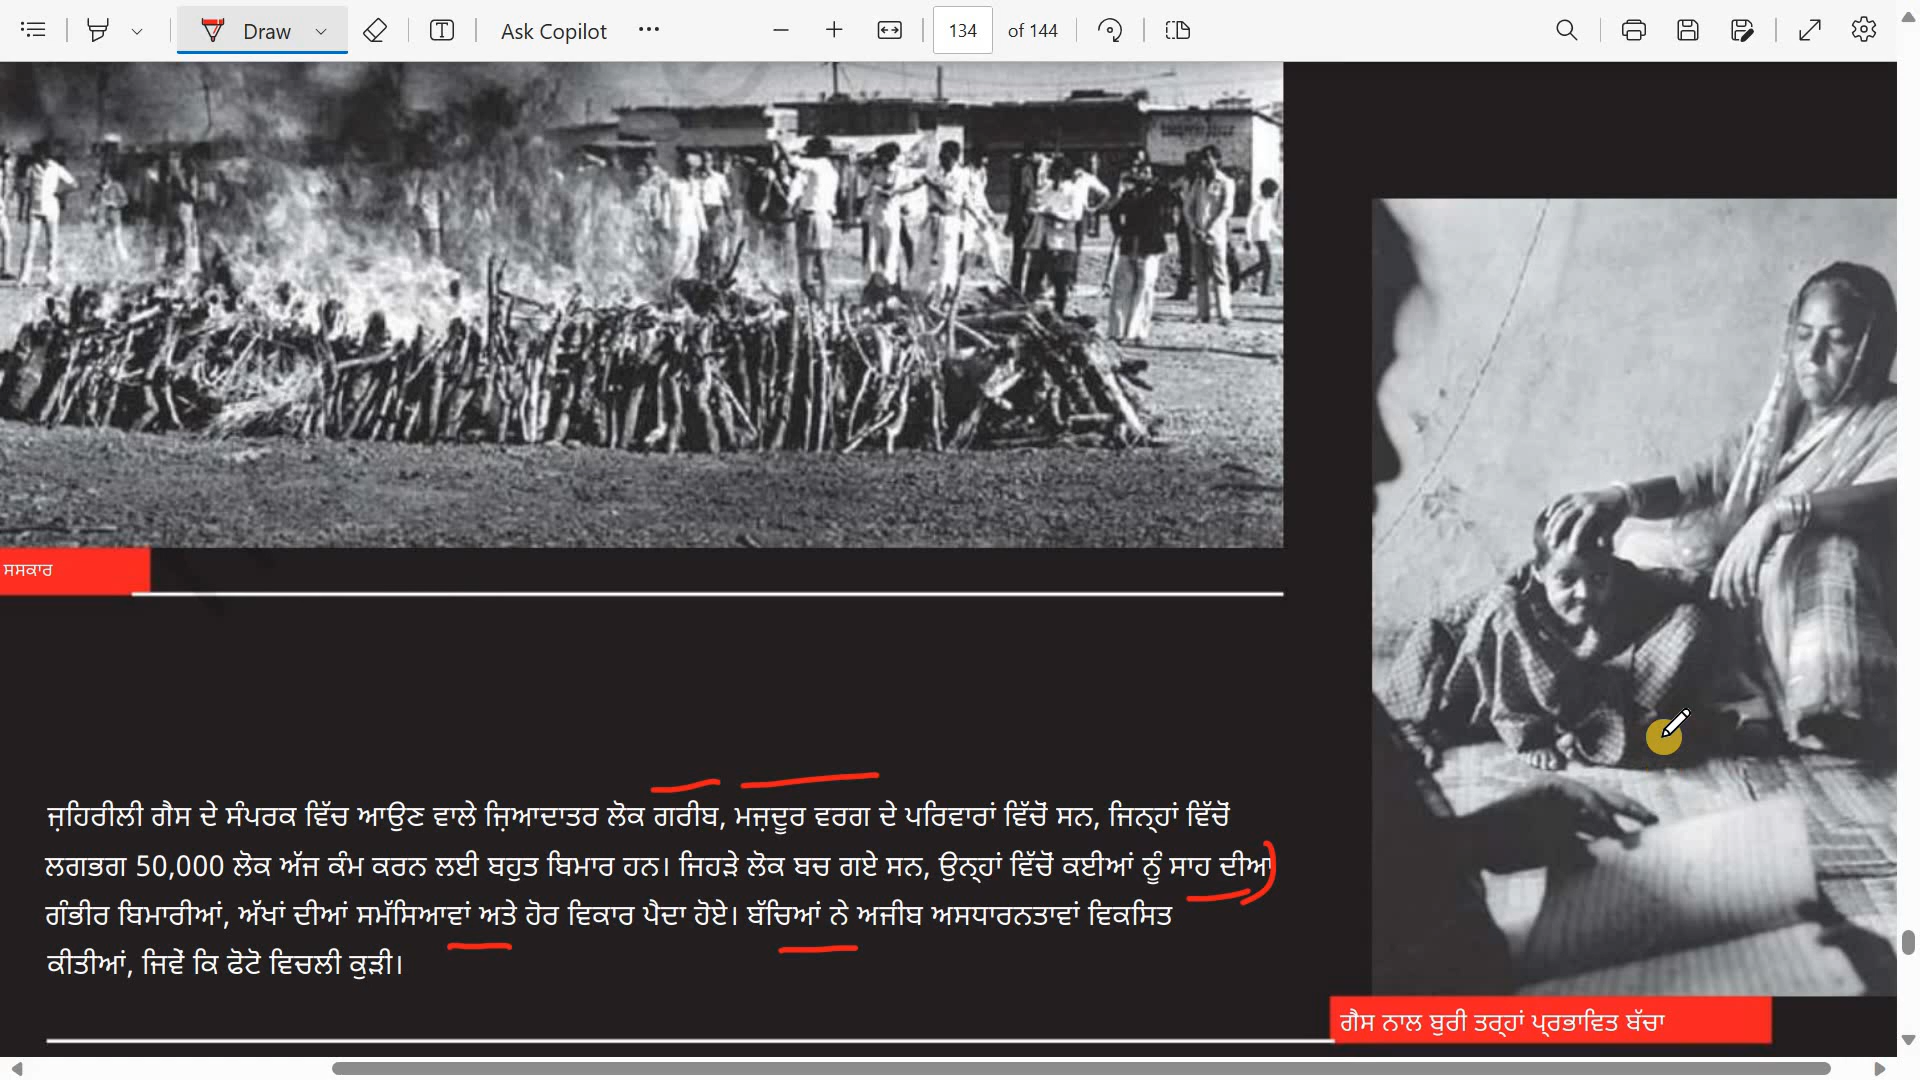 Draw
Ask Copilot
134 of 144
ਸਸਕਾਰ
ਜ਼ਹਿਰੀਲੀ ਗੈਸ ਦੇ ਸੰਪਰਕ ਵਿੱਚ ਆਉਣ ਵਾਲੇ ਜ਼ਿਆਦਾਤਰ ਲੋਕ ਗਰੀਬ, ਮਜ਼ਦੂਰ ਵਰਗ ਦੇ ਪਰਿਵਾਰਾਂ ਵਿੱਚੋਂ ਸਨ, ਜਿਨ੍ਹਾਂ ਵਿੱਚੋਂ
ਲਗਭਗ 50,000 ਲੋਕ ਅੱਜ ਕੰਮ ਕਰਨ ਲਈ ਬਹੁਤ ਬਿਮਾਰ ਹਨ। ਜਿਹੜੇ ਲੋਕ ਬਚ ਗਏ ਸਨ, ਉਨ੍ਹਾਂ ਵਿੱਚੋਂ ਕਈਆਂ ਨੂੰ ਸਾਹ ਦੀਆਂ
ਗੰਭੀਰ ਬਿਮਾਰੀਆਂ, ਅੱਖਾਂ ਦੀਆਂ ਸਮੱਸਿਆਵਾਂ ਅਤੇ ਹੋਰ ਵਿਕਾਰ ਪੈਦਾ ਹੋਏ। ਬੱਚਿਆਂ ਨੇ ਅਜੀਬ ਅਸਧਾਰਨਤਾਵਾਂ ਵਿਕਸਿਤ
ਕੀਤੀਆਂ, ਜਿਵੇਂ ਕਿ ਫੋਟੋ ਵਿਚਲੀ ਕੁੜੀ।
ਗੈਸ ਨਾਲ ਬੁਰੀ ਤਰ੍ਹਾਂ ਪ੍ਰਭਾਵਿਤ ਬੱਚਾ